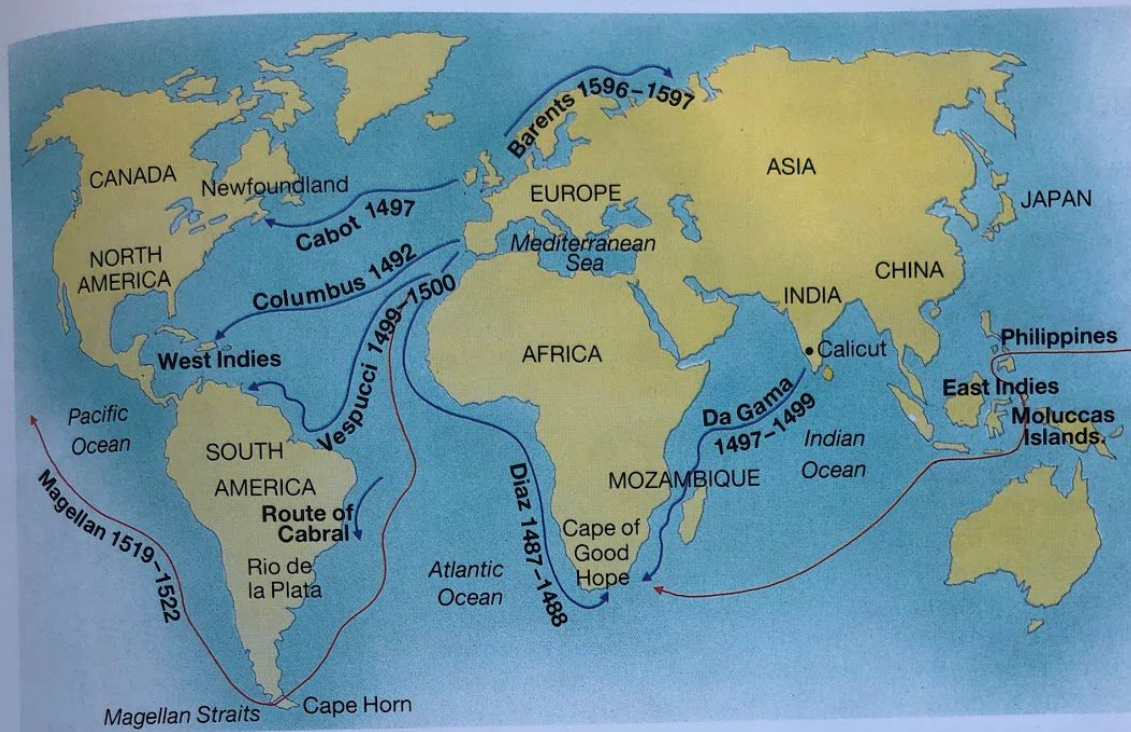 Barents 1596–1597
CANADA
Newfoundland
EUROPE
ASIA
JAPAN
Cabot 1497
NORTH
AMERICA
Mediterranean
Sea
CHINA
Columbus 1492
INDIA
Vespucci 1499–1500
West Indies
AFRICA
Calicut
Philippines
East Indies
Moluccas
Islands.
Pacific
Ocean
Da Gama
1497–1499
Indian
Ocean
SOUTH
AMERICA
MOZAMBIQUE
Magellan 1519–1522
Route of
Cabral
Diaz 1487–1488
Cape of
Good
Hope
Rio de
la Plata
Atlantic
Ocean
Magellan Straits
Cape Horn